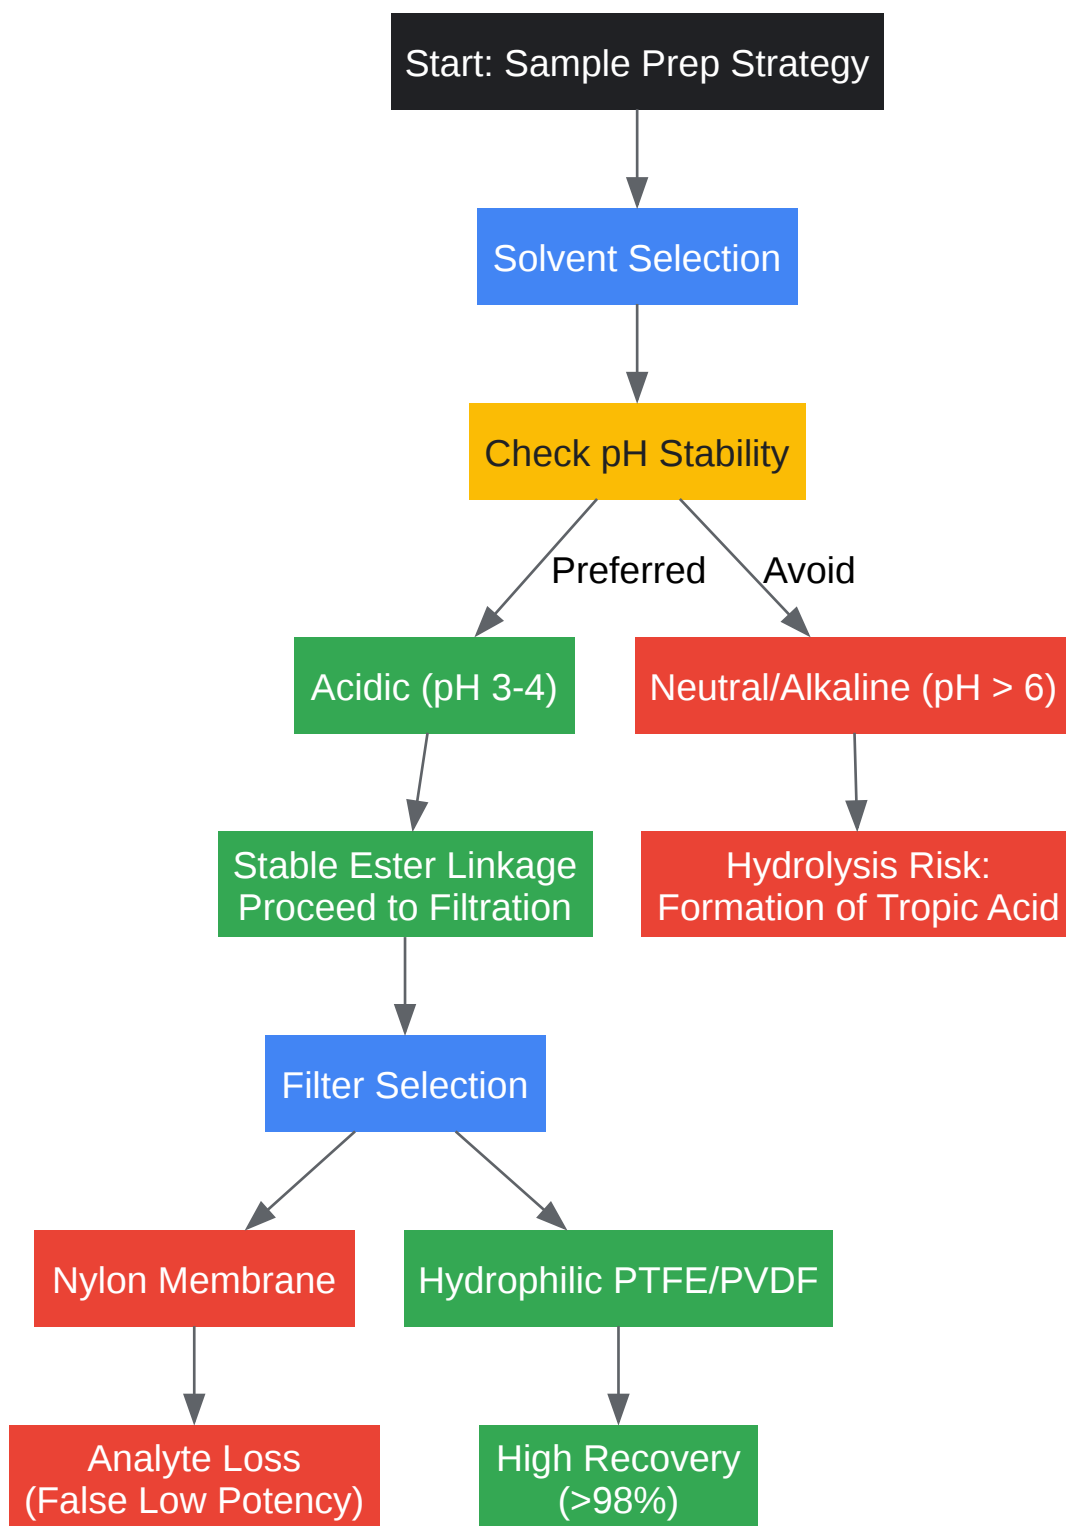 Start: Sample Prep Strategy
Solvent Selection
Check pH Stability
Preferred
Avoid
Acidic (pH 3-4)
Neutral/Alkaline (pH > 6)
Stable Ester Linkage
Proceed to Filtration
Hydrolysis Risk:
Formation of Tropic Acid
Filter Selection
Nylon Membrane
Hydrophilic PTFE/PVDF
Analyte Loss
(False Low Potency)
High Recovery
(>98%)